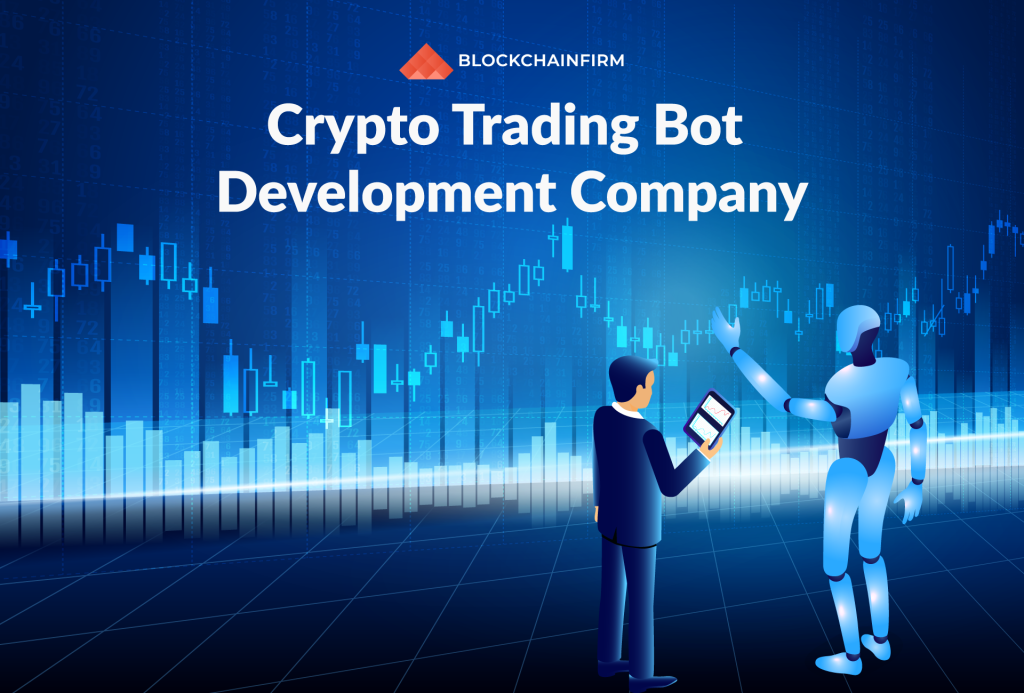 BLOCKCHAINFIRM
Crypto Trading Bot
Development Company